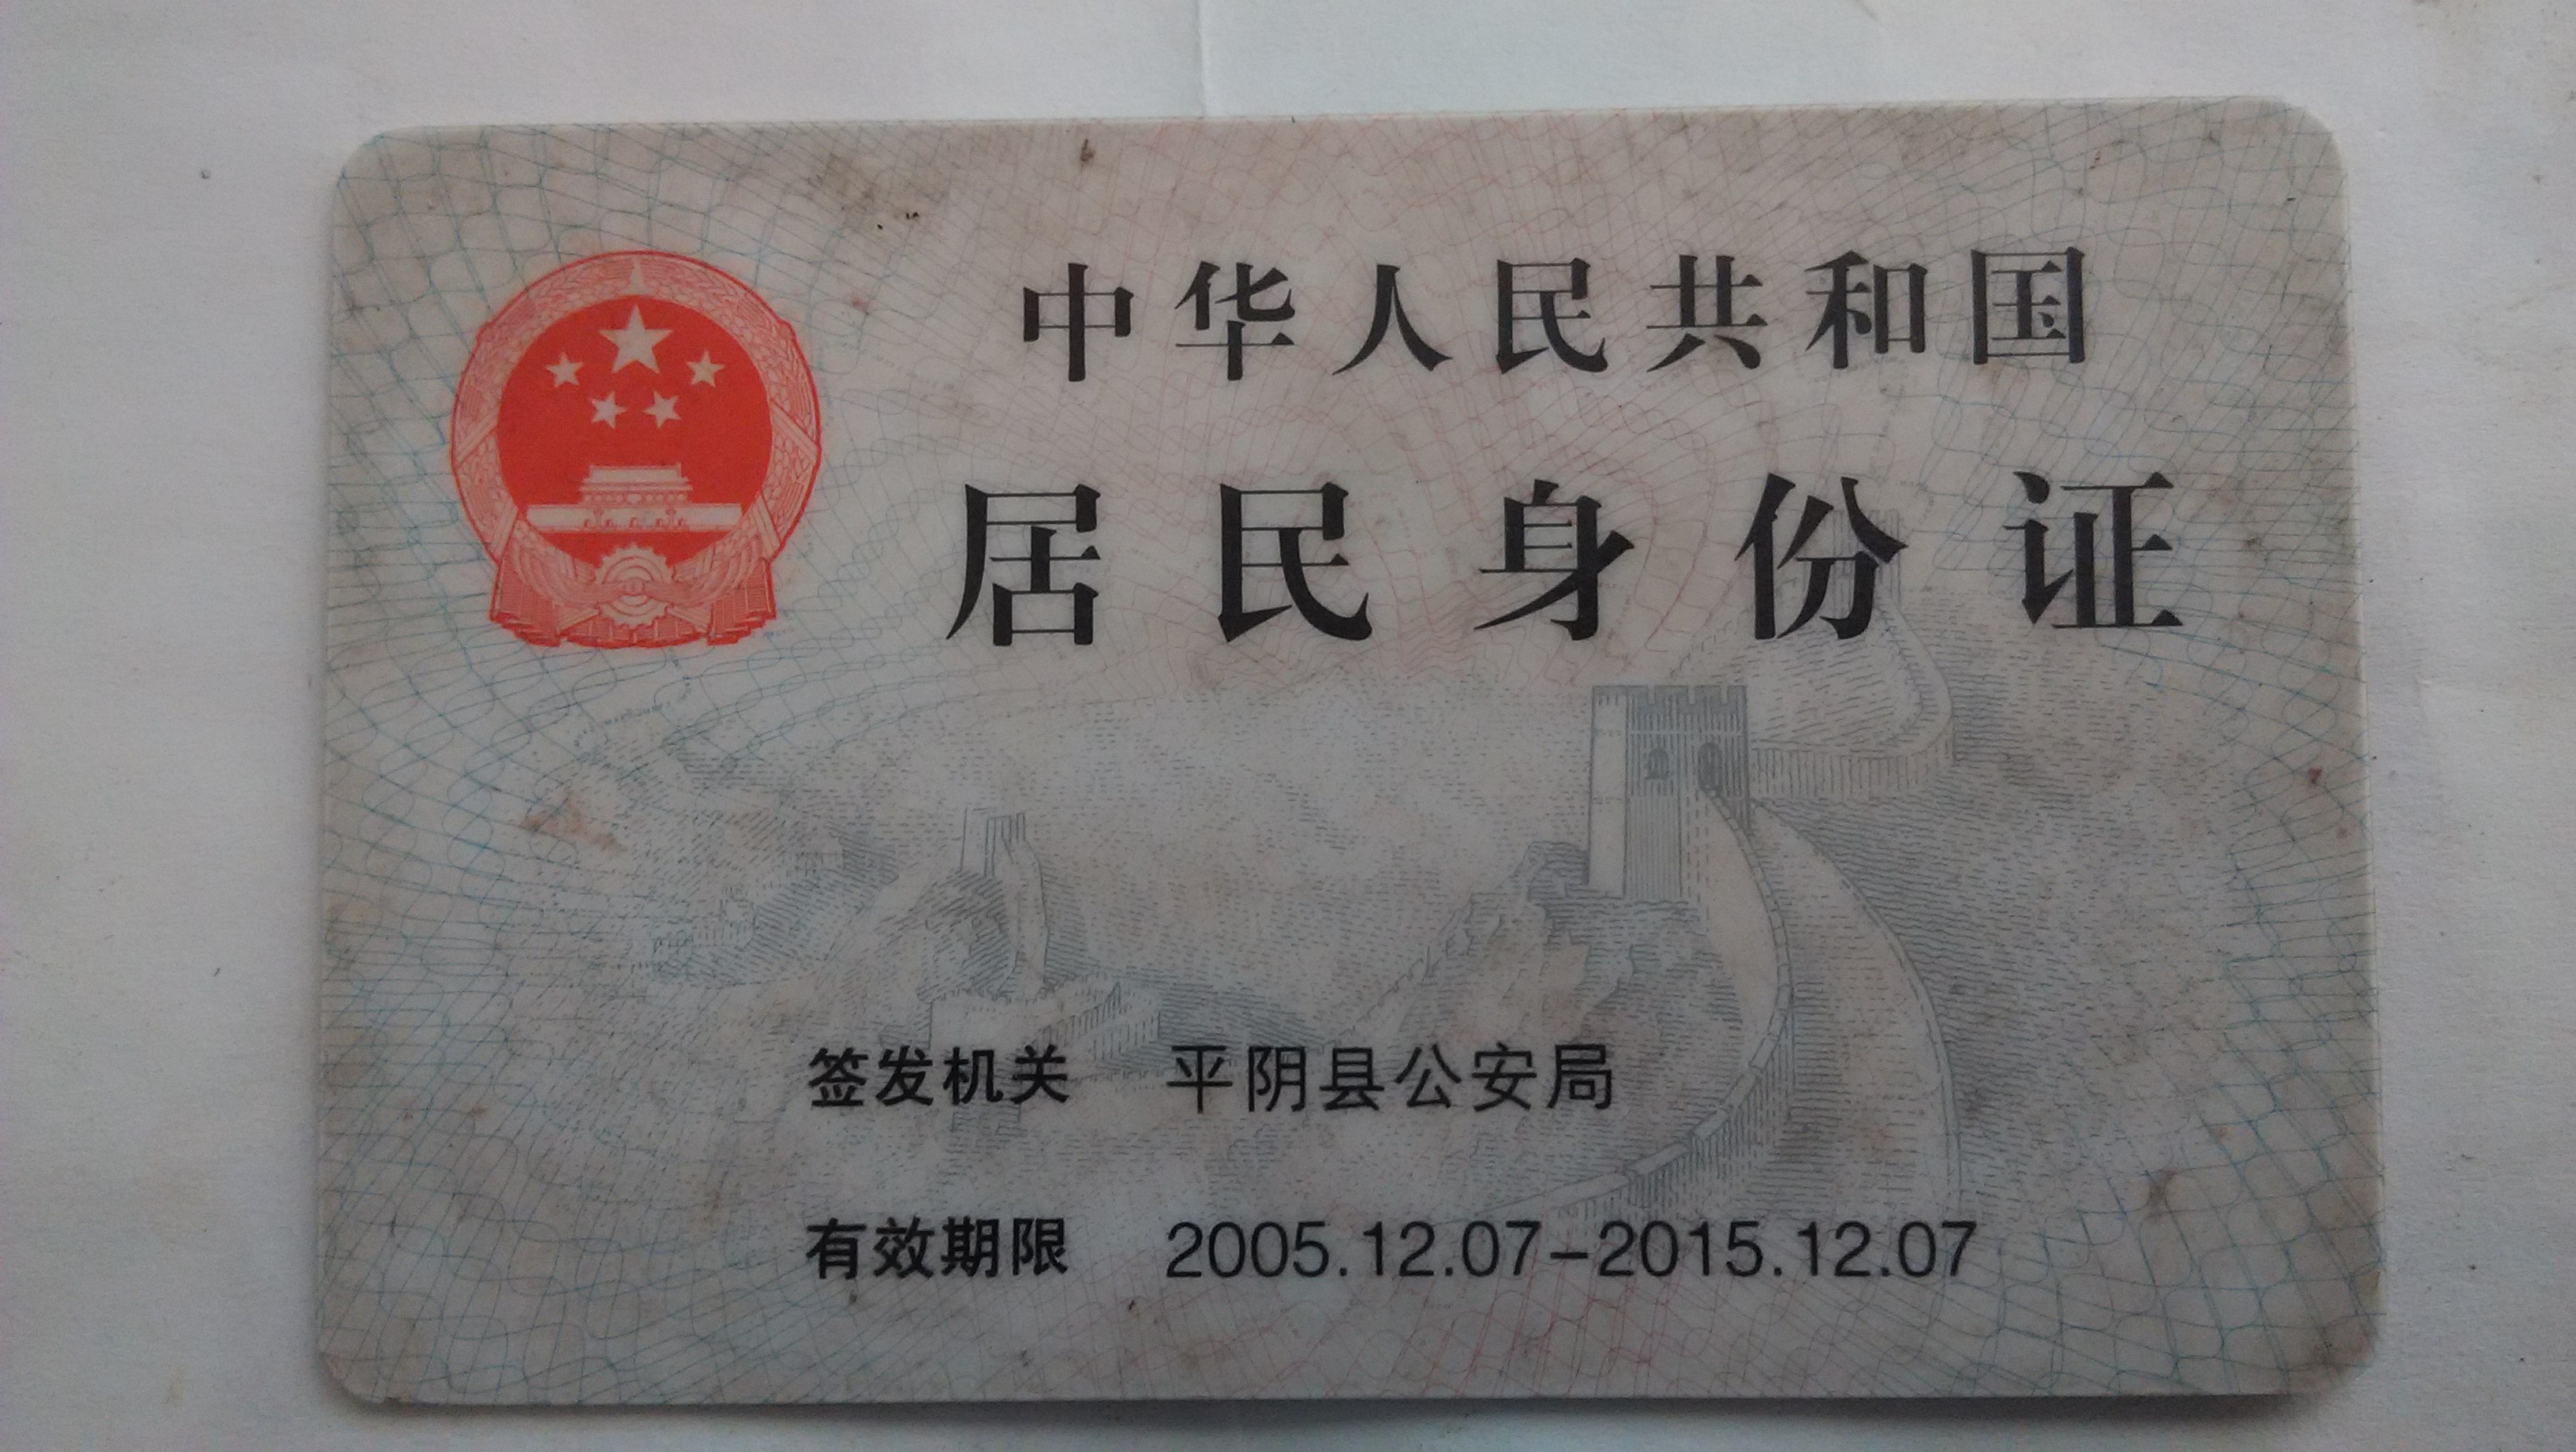 中华人民共和国
居民身份证
签发机关 平阴县公安局
有效期限 2005.12.07-2015.12.07